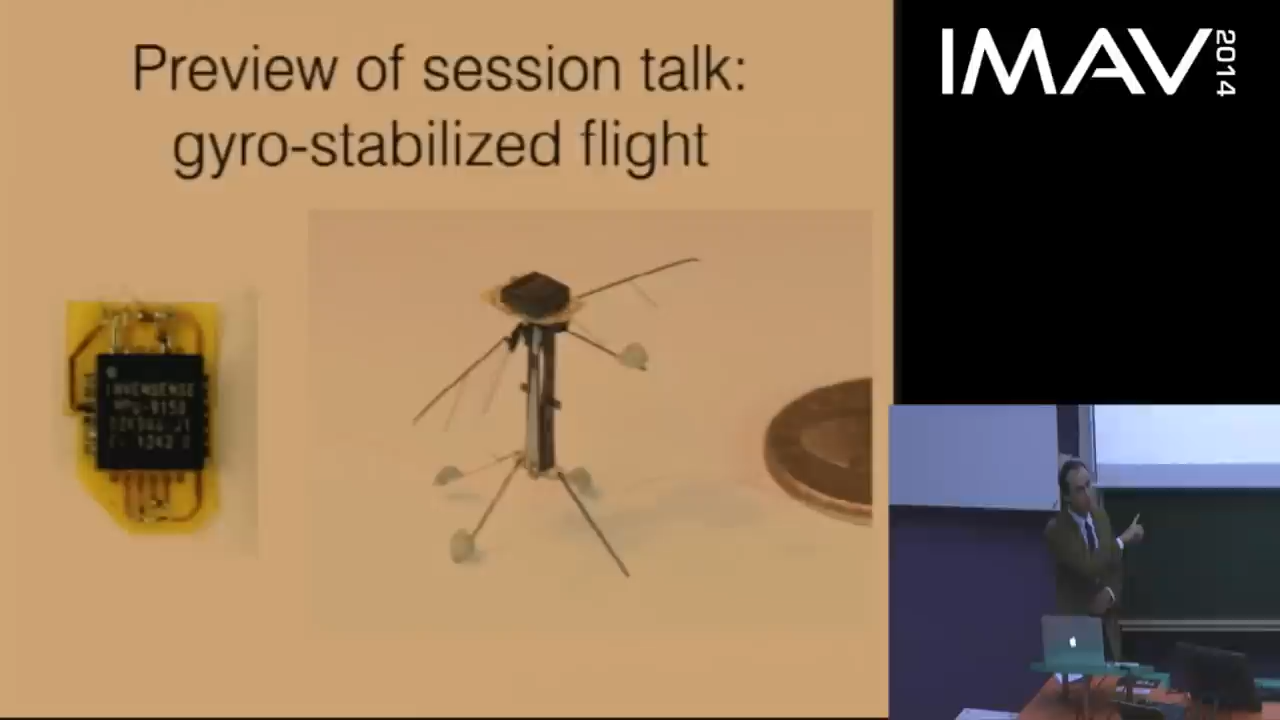 Preview of session talk:
gyro-stabilized flight
IMAV
2014
INVENSENSE
MPU-9150